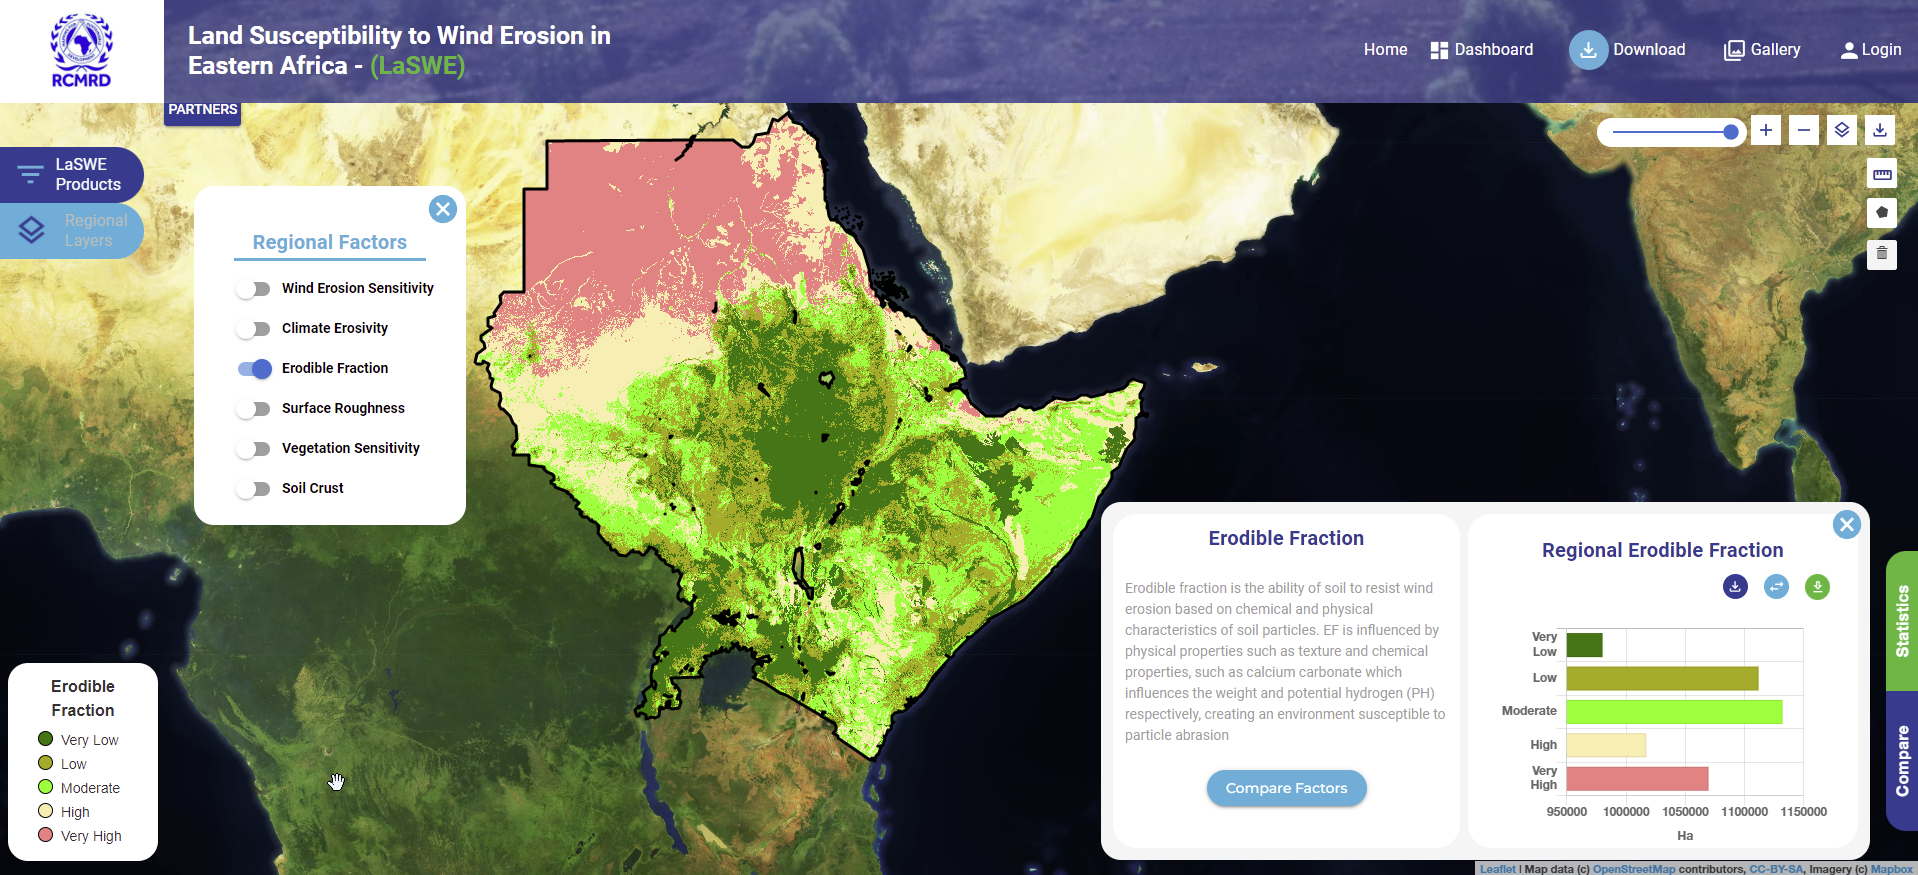 RCMRD
Land Susceptibility to Wind Erosion in
Eastern Africa - (LaSWE)
Home
Dashboard
Download
Gallery
Login
PARTNERS
LaSWE
Products
Regional
Layers
Regional Factors
Wind Erosion Sensitivity
Climate Erosivity
Erodible Fraction
Surface Roughness
Vegetation Sensitivity
Soil Crust
Erodible
Fraction
Very Low
Low
Moderate
High
Very High
Erodible Fraction
Erodible fraction is the ability of soil to resist wind
erosion based on chemical and physical
characteristics of soil particles. EF is influenced by
physical properties such as texture and chemical
properties, such as calcium carbonate which
influences the weight and potential hydrogen (PH)
respectively, creating an environment susceptible to
particle abrasion
Compare Factors
Regional Erodible Fraction
Very
Low
Low
Moderate
High
Very
High
950000 1000000 1050000 1100000 1150000
Ha
Statistics
Compare
Leaflet | Map data (c) OpenStreetMap contributors, CC-BY-SA, Imagery (c) Mapbox